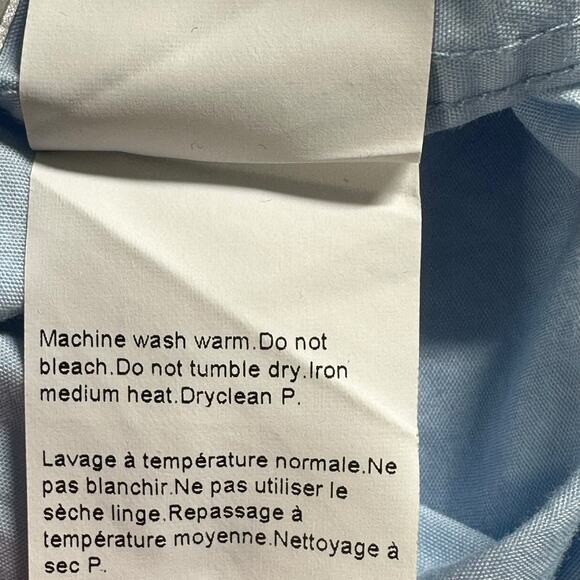 Machine wash warm.Do not
bleach.Do not tumble dry.Iron
medium heat.Dryclean P.
Lavage à température normale.Ne
pas blanchir.Ne pas utiliser le
sèche linge.Repassage à
température moyenne.Nettoyage à
sec P.